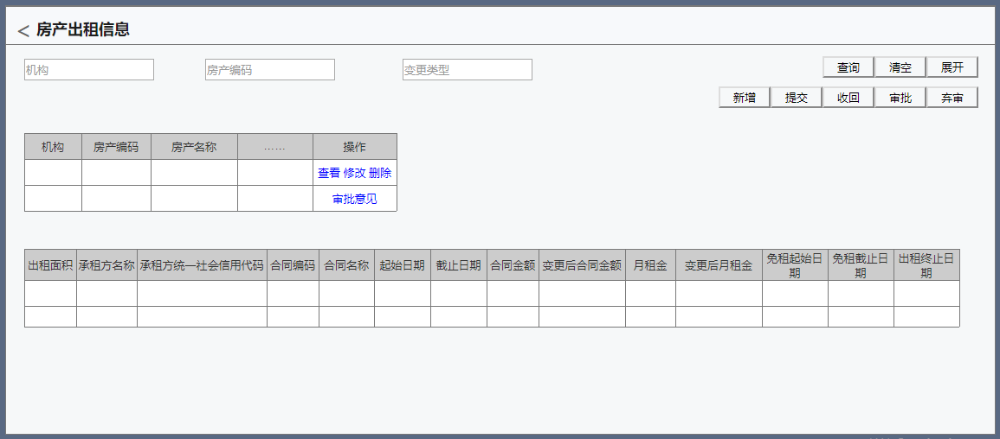 < 房产出租信息
机构 房产编码 变更类型 查询 清空 展开
新增 提交 收回 审批 弃审
机构 房产编码 房产名称 …… 操作
查看 修改 删除
审批意见
出租面积 承租方名称 承租方统一社会信用代码 合同编码 合同名称 起始日期 截止日期 合同金额 变更后合同金额 月租金 变更后月租金 免租起始日期 免租截止日期 出租终止日期